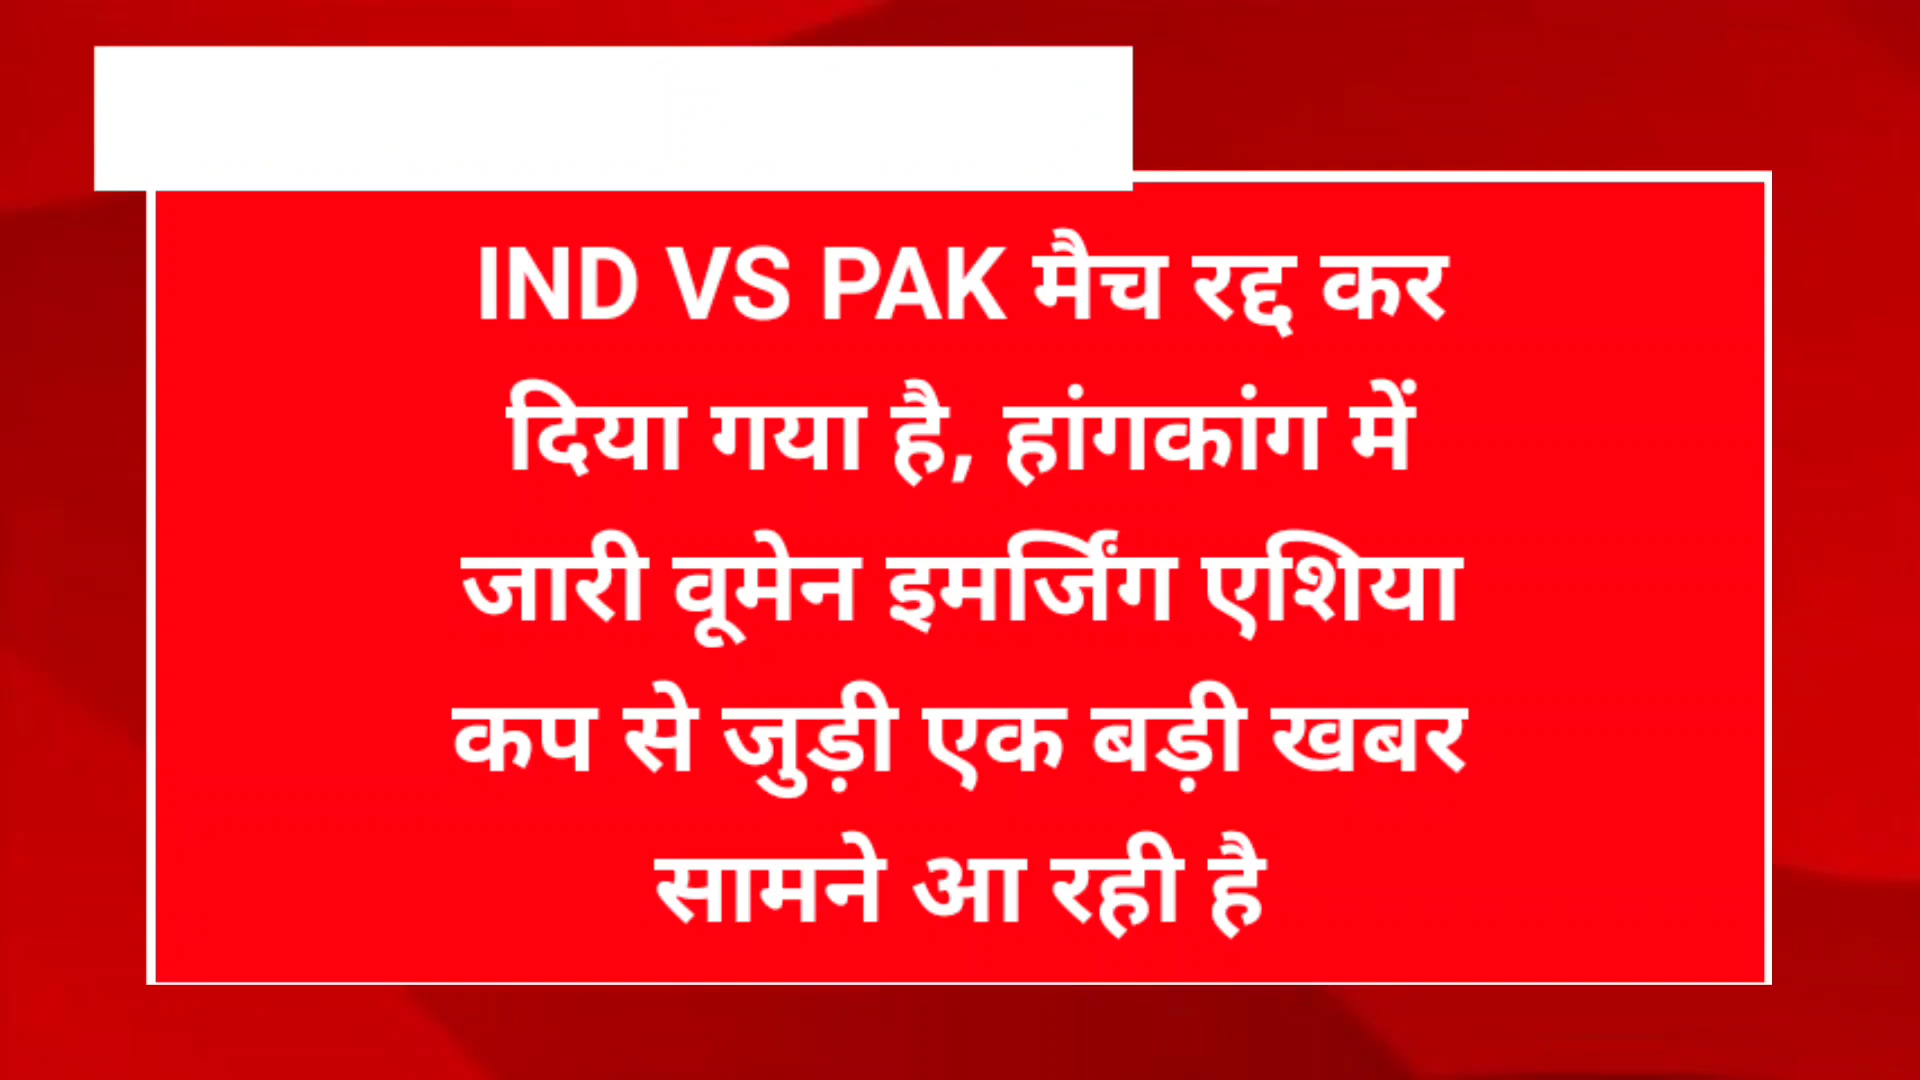 IND VS PAK मैच रद्द कर
दिया गया है, हांगकांग में
जारी वूमेन इमर्जिंग एशिया
कप से जुड़ी एक बड़ी खबर
सामने आ रही है